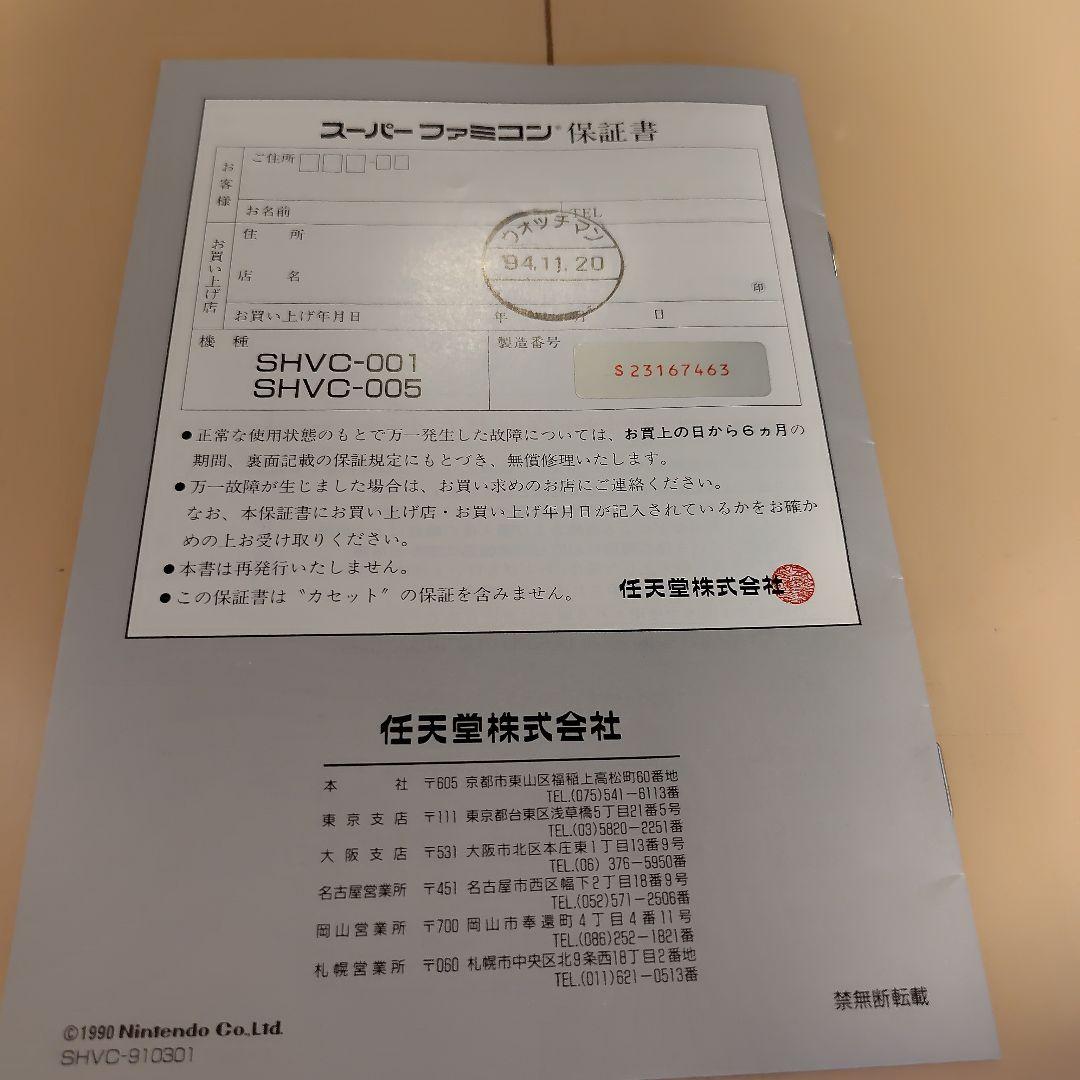 スーパーファミコン® 保証書
お客様
ご住所 □□□-□□
お名前
TEL
お買い上げ店
住 所
店 名
印
お買い上げ年月日 年 月 日
ウオッチマン
'94.11.20
機 種
SHVC-001
SHVC-005
製造番号
S23167463
●正常な使用状態のもとで万一発生した故障については、お買上の日から6ヵ月の
期間、裏面記載の保証規定にもとづき、無償修理いたします。
●万一故障が生じました場合は、お買い求めのお店にご連絡ください。
なお、本保証書にお買い上げ店・お買い上げ年月日が記入されているかをお確か
めの上お受け取りください。
●本書は再発行いたしません。
●この保証書は〝カセット〟の保証を含みません。
任天堂株式会社
任天堂株式会社
本 社 〒605 京都市東山区福稲上高松町60番地
TEL.(075)541-6113番
東京支店 〒111 東京都台東区浅草橋5丁目21番5号
TEL.(03)5820-2251番
大阪支店 〒531 大阪市北区本庄東1丁目13番9号
TEL.(06) 376-5950番
名古屋営業所 〒451 名古屋市西区幅下2丁目18番9号
TEL.(052)571-2506番
岡山営業所 〒700 岡山市奉還町4丁目4番11号
TEL.(086)252-1821番
札幌営業所 〒060 札幌市中央区北9条西18丁目2番地
TEL.(011)621-0513番
禁無断転載
©1990 Nintendo Co.,Ltd.
SHVC-910301